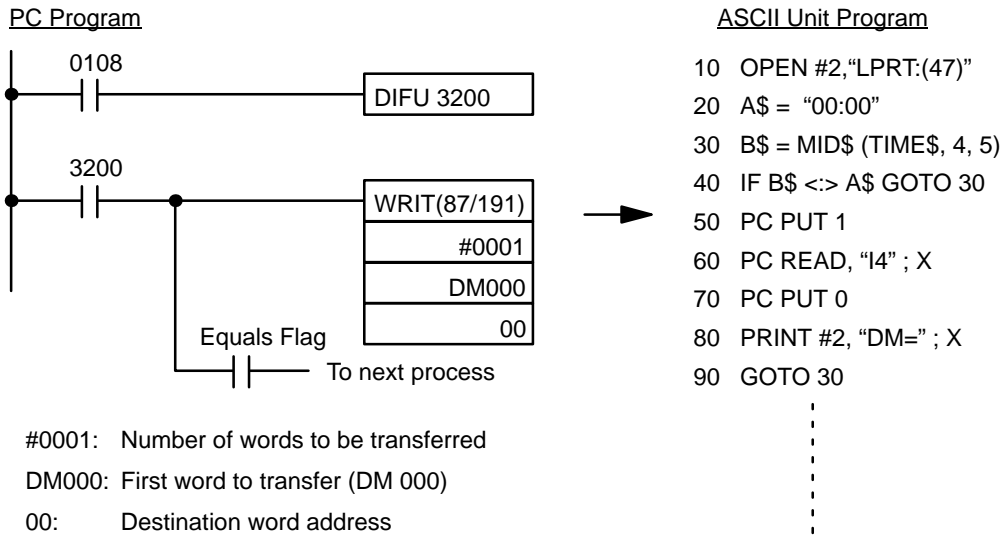 PC Program
0108
DIFU 3200
3200
WRIT(87/191)
#0001
DM000
00
Equals Flag
To next process
#0001: Number of words to be transferred
DM000: First word to transfer (DM 000)
00: Destination word address
ASCII Unit Program
10 OPEN #2,“LPRT:(47)”
20 A$ = “00:00”
30 B$ = MID$ (TIME$, 4, 5)
40 IF B$ <:> A$ GOTO 30
50 PC PUT 1
60 PC READ, “I4” ; X
70 PC PUT 0
80 PRINT #2, “DM=” ; X
90 GOTO 30